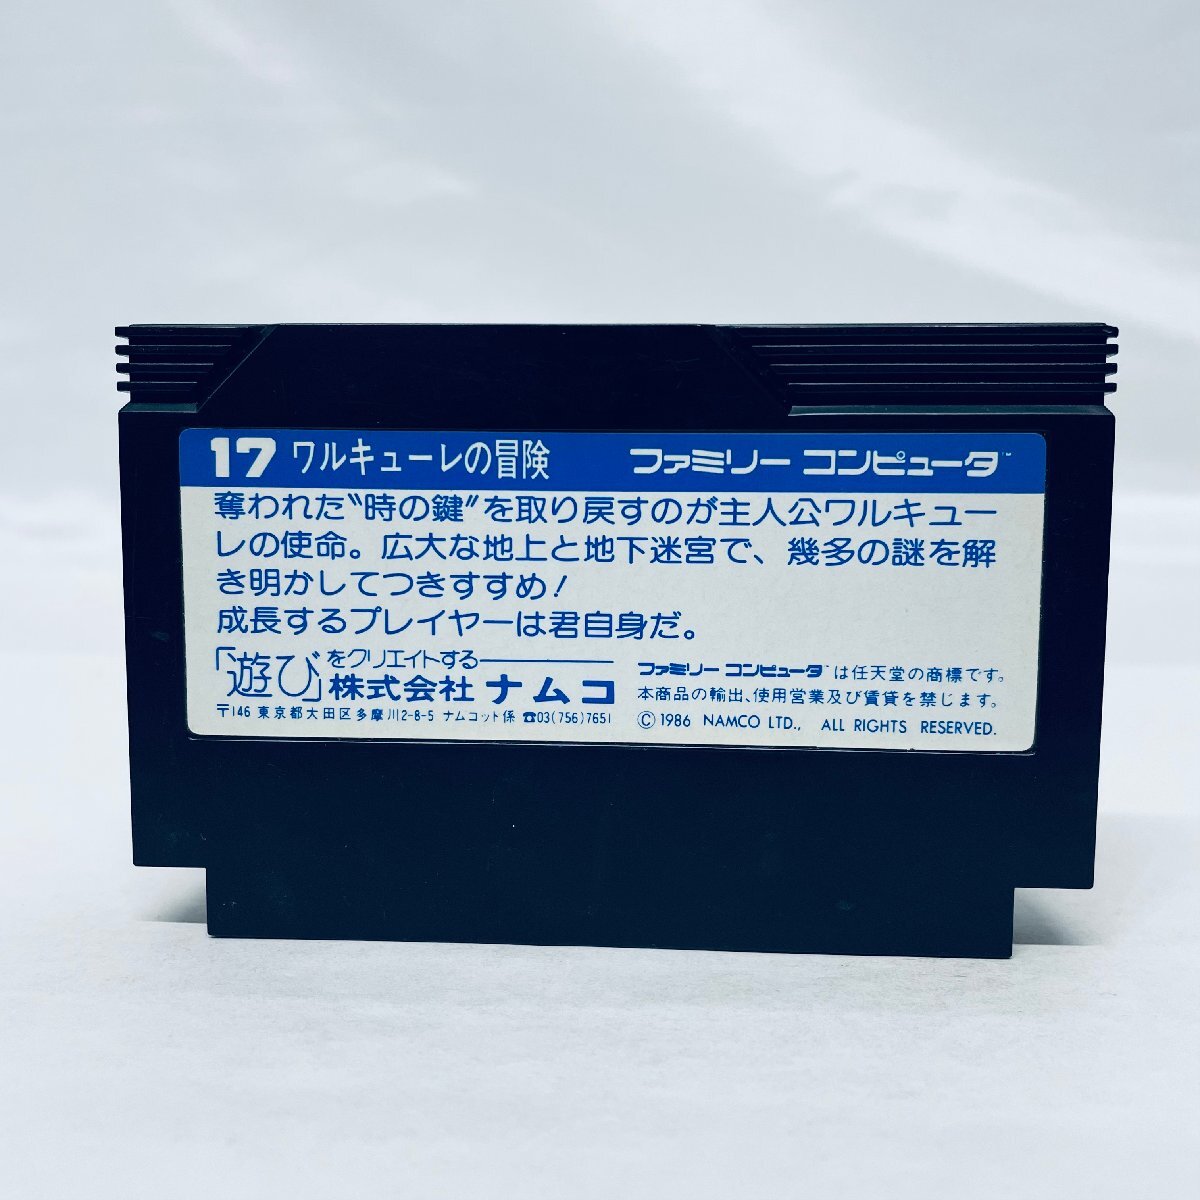 17 ワルキューレの冒険 ファミリー コンピュータ™
奪われた"時の鍵"を取り戻すのが主人公ワルキュー
レの使命。広大な地上と地下迷宮で、幾多の謎を解
き明かしてつきすすめ!
成長するプレイヤーは君自身だ。
「遊び」をクリエイトする
株式会社 ナムコ
〒146 東京都大田区多摩川2-8-5 ナムコット係 ☎03(756)7651
ファミリー コンピュータ™は任天堂の商標です。
本商品の輸出、使用営業及び賃貸を禁じます。
© 1986 NAMCO LTD., ALL RIGHTS RESERVED.